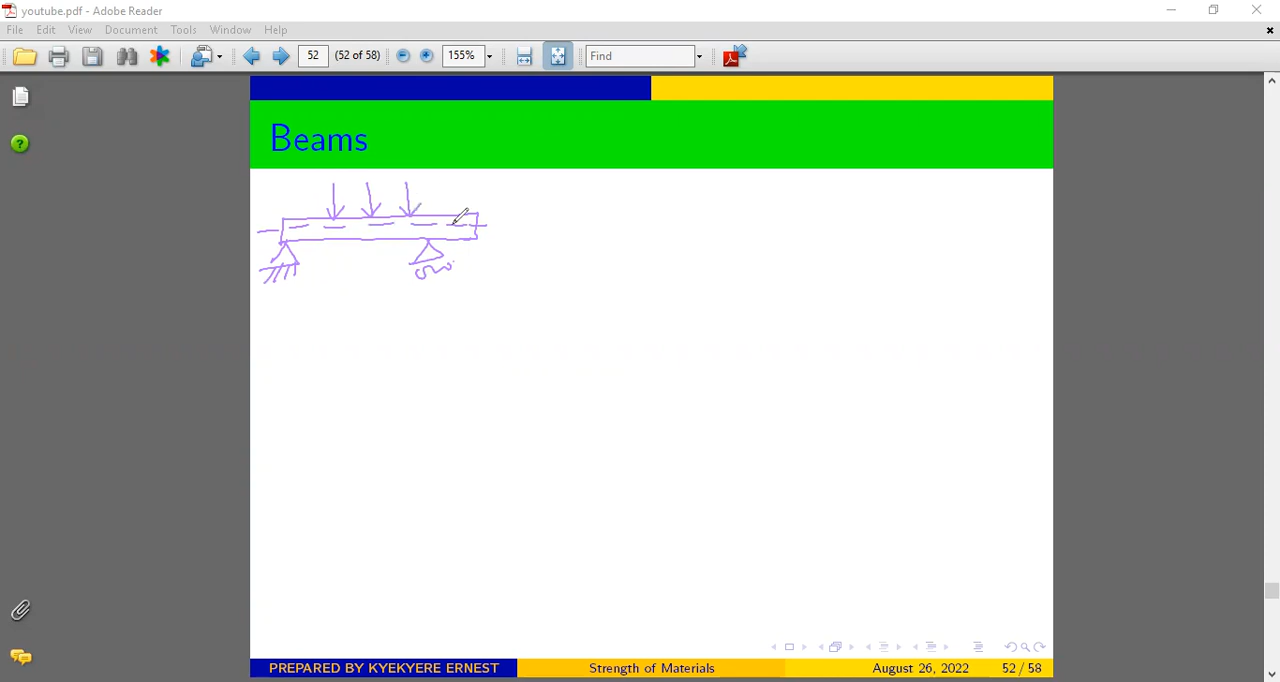 youtube.pdf - Adobe Reader
File Edit View Document Tools Window Help
52 (52 of 58) 155% Find
Beams
PREPARED BY KYEKYERE ERNEST Strength of Materials August 26, 2022 52 / 58